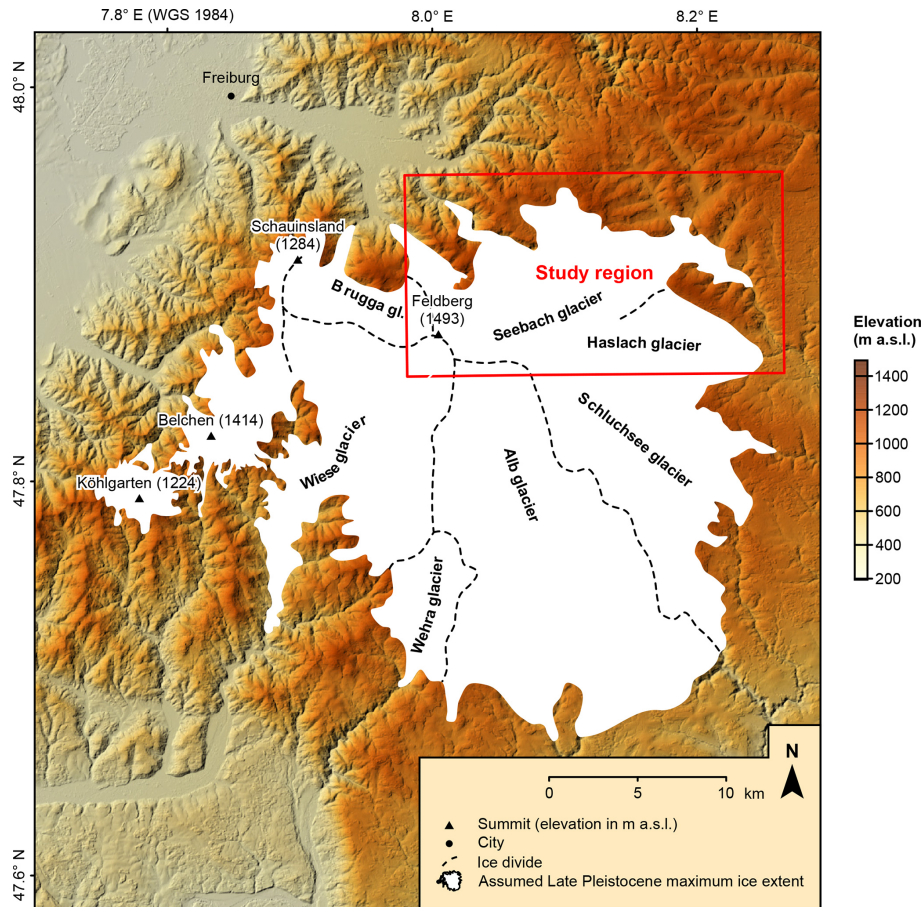 7.8° E (WGS 1984)
8.0° E
8.2° E
48.0° N
47.8° N
47.6° N
Freiburg
Schauinsland
(1284)
Study region
Brugga gl.
Feldberg
(1493)
Seebach glacier
Haslach glacier
Belchen (1414)
Köhlgarten (1224)
Wiese glacier
Schluchsee glacier
Alb glacier
Wehra glacier
Elevation
(m a.s.l.)
1400
1200
1000
800
600
400
200
N
0 5 10 km
Summit (elevation in m a.s.l.)
City
Ice divide
Assumed Late Pleistocene maximum ice extent